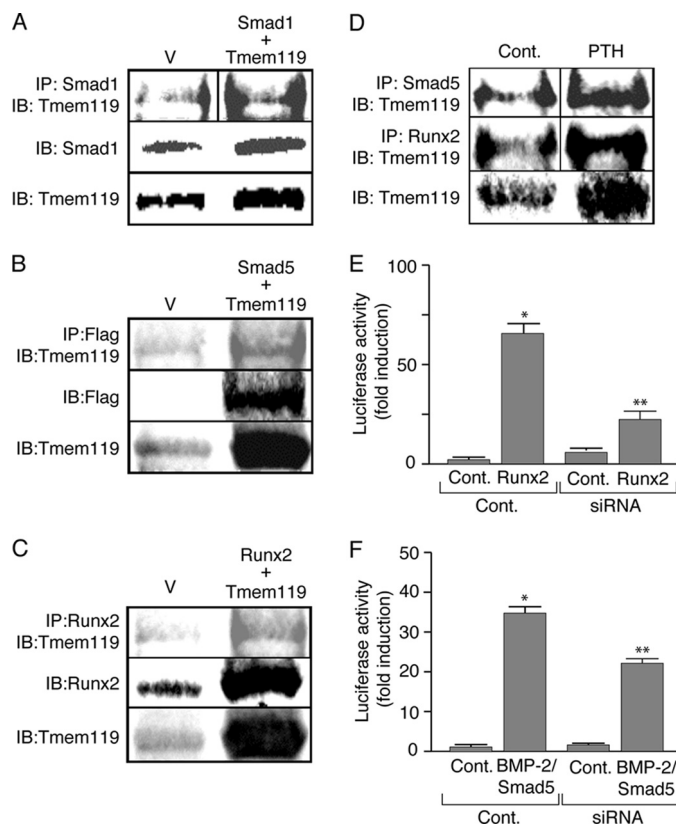 A
V
Smad1
+
Tmem119
IP: Smad1
IB: Tmem119
IB: Smad1
IB: Tmem119
B
V
Smad5
+
Tmem119
IP:Flag
IB:Tmem119
IB:Flag
IB:Tmem119
C
V
Runx2
+
Tmem119
IP:Runx2
IB:Tmem119
IB:Runx2
IB:Tmem119
D
Cont. PTH
IP: Smad5
IB: Tmem119
IP: Runx2
IB: Tmem119
IB: Tmem119
E
Luciferase activity
(fold induction)
100
50
0
*
**
Cont. Runx2 Cont. Runx2
Cont. siRNA
F
Luciferase activity
(fold induction)
50
40
30
20
10
0
*
**
Cont. BMP-2/ Cont. BMP-2/
Smad5 Smad5
Cont. siRNA